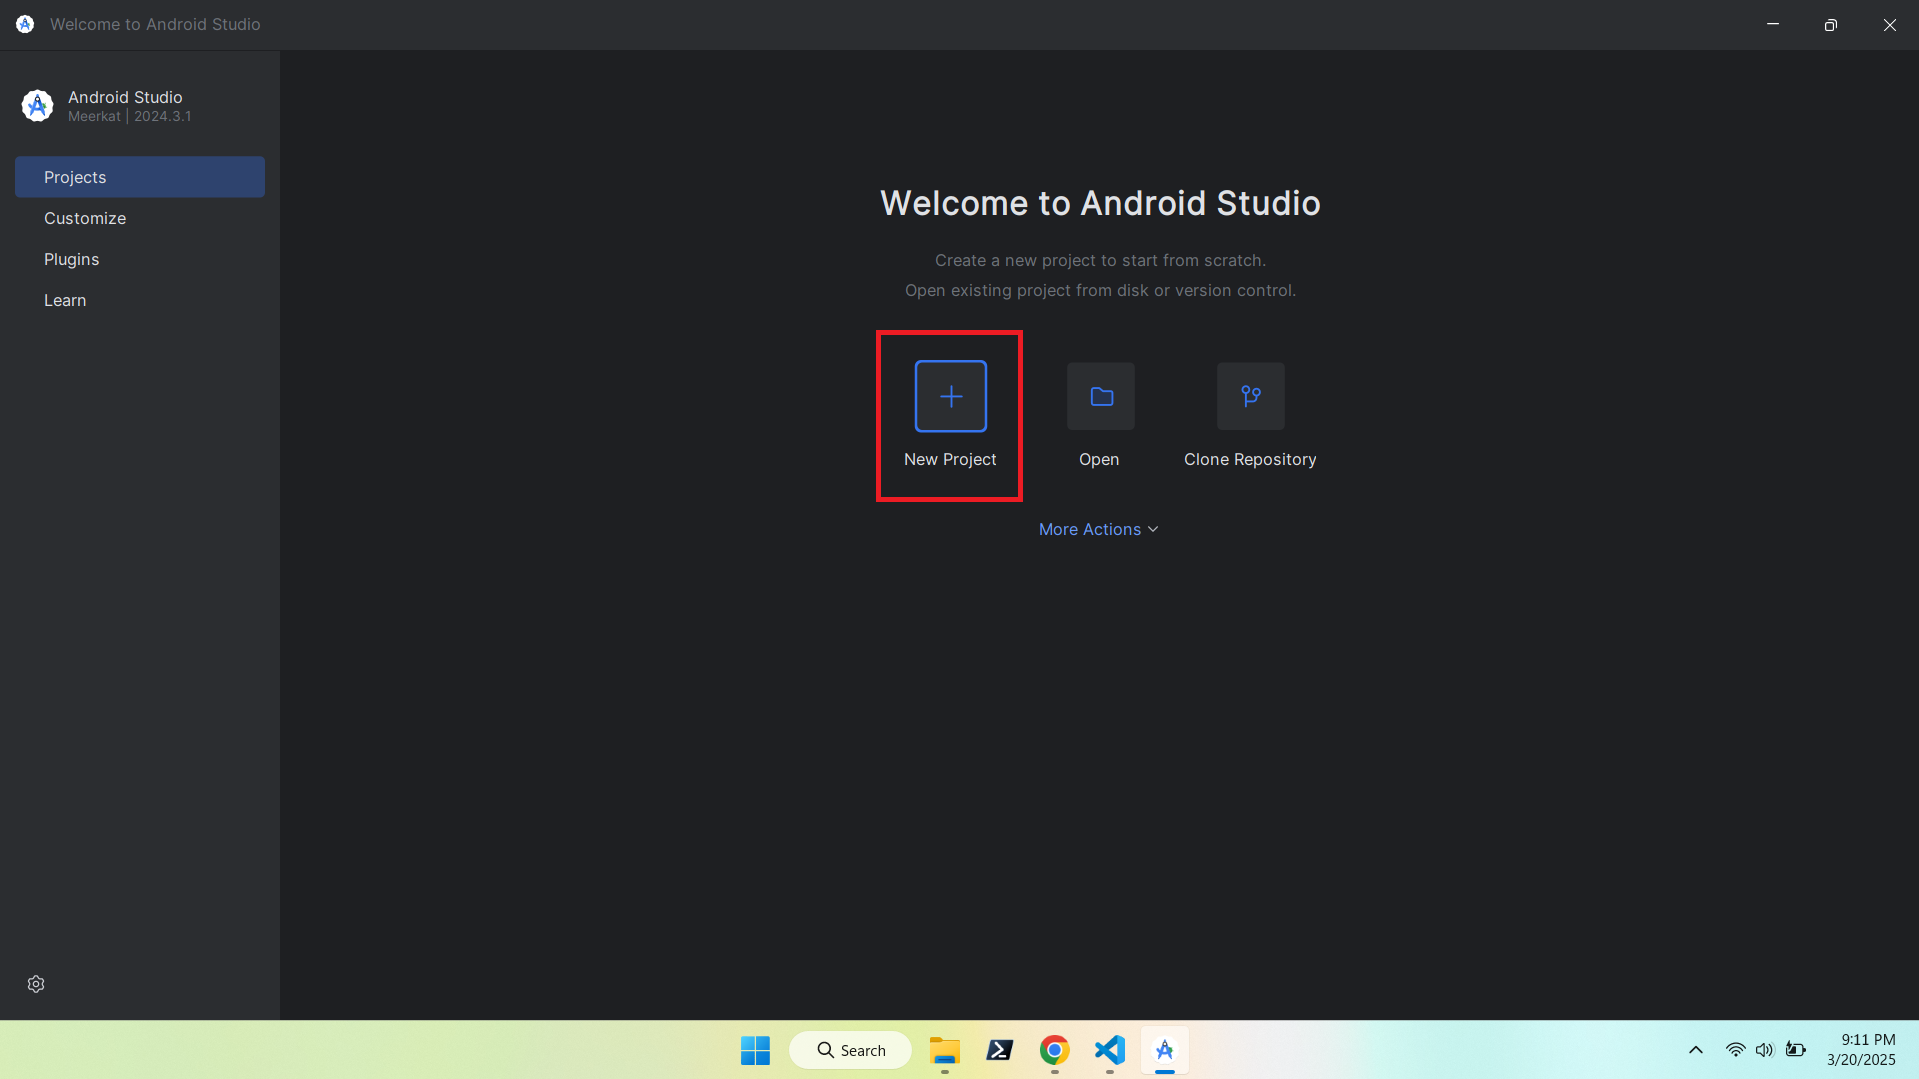 Welcome to Android Studio
Android Studio
Meerkat | 2024.3.1
Projects
Customize
Plugins
Learn
Welcome to Android Studio
Create a new project to start from scratch.
Open existing project from disk or version control.
New Project
Open
Clone Repository
More Actions
Search
9:11 PM
3/20/2025